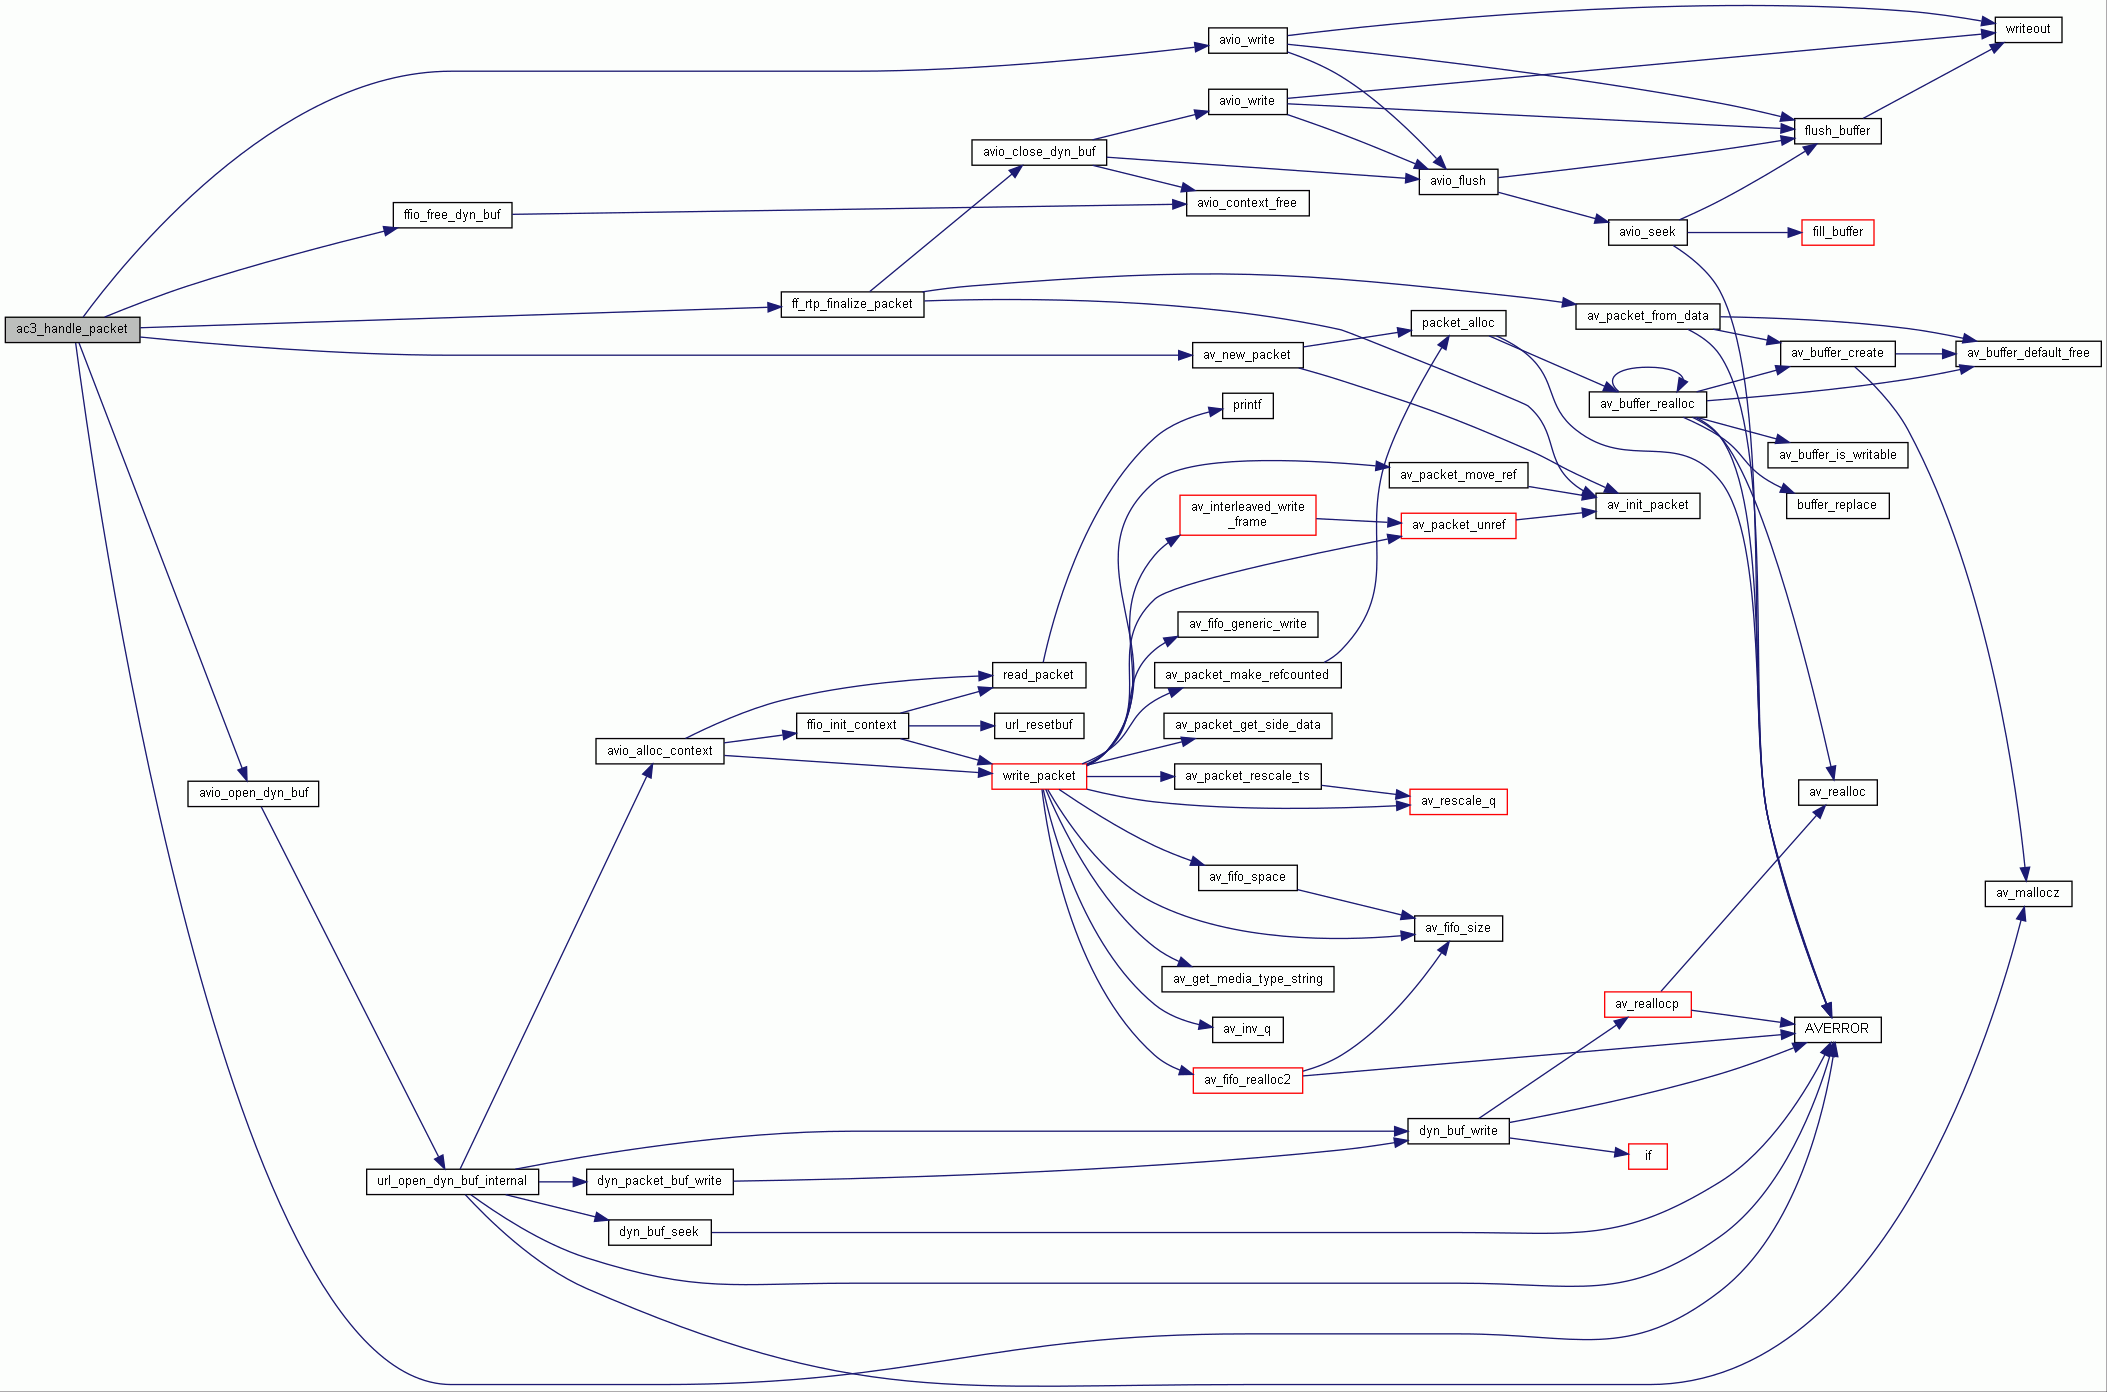 avio_write
writeout
avio_write
flush_buffer
avio_close_dyn_buf
avio_flush
avio_context_free
ffio_free_dyn_buf
avio_seek
fill_buffer
ff_rtp_finalize_packet
av_packet_from_data
packet_alloc
ac3_handle_packet
av_new_packet
av_buffer_create
av_buffer_default_free
printf
av_buffer_realloc
av_buffer_is_writable
av_packet_move_ref
av_interleaved_write
_frame
av_init_packet
buffer_replace
av_packet_unref
av_fifo_generic_write
read_packet
av_packet_make_refcounted
ffio_init_context
url_resetbuf
av_packet_get_side_data
avio_alloc_context
write_packet
av_packet_rescale_ts
avio_open_dyn_buf
av_rescale_q
av_realloc
av_fifo_space
av_mallocz
av_fifo_size
av_get_media_type_string
av_reallocp
av_inv_q
AVERROR
av_fifo_realloc2
dyn_buf_write
if
url_open_dyn_buf_internal
dyn_packet_buf_write
dyn_buf_seek